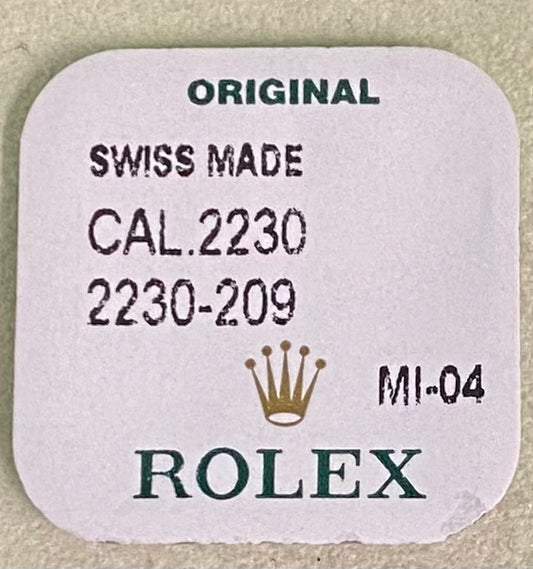 ORIGINAL
SWISS MADE
CAL.2230
2230-209
MI-04
ROLEX